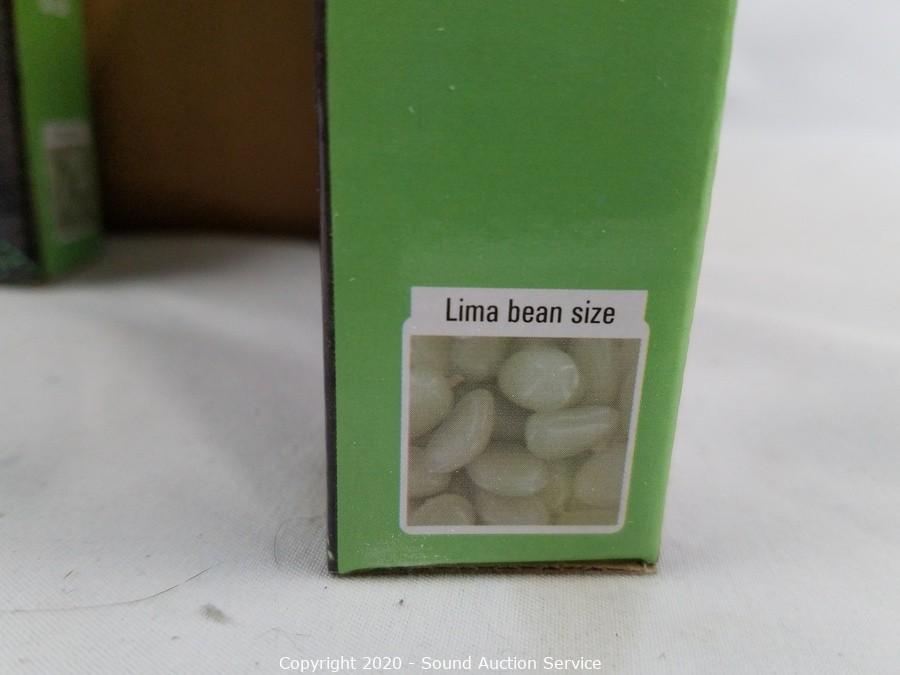 Lima bean size
Copyright 2020 - Sound Auction Service